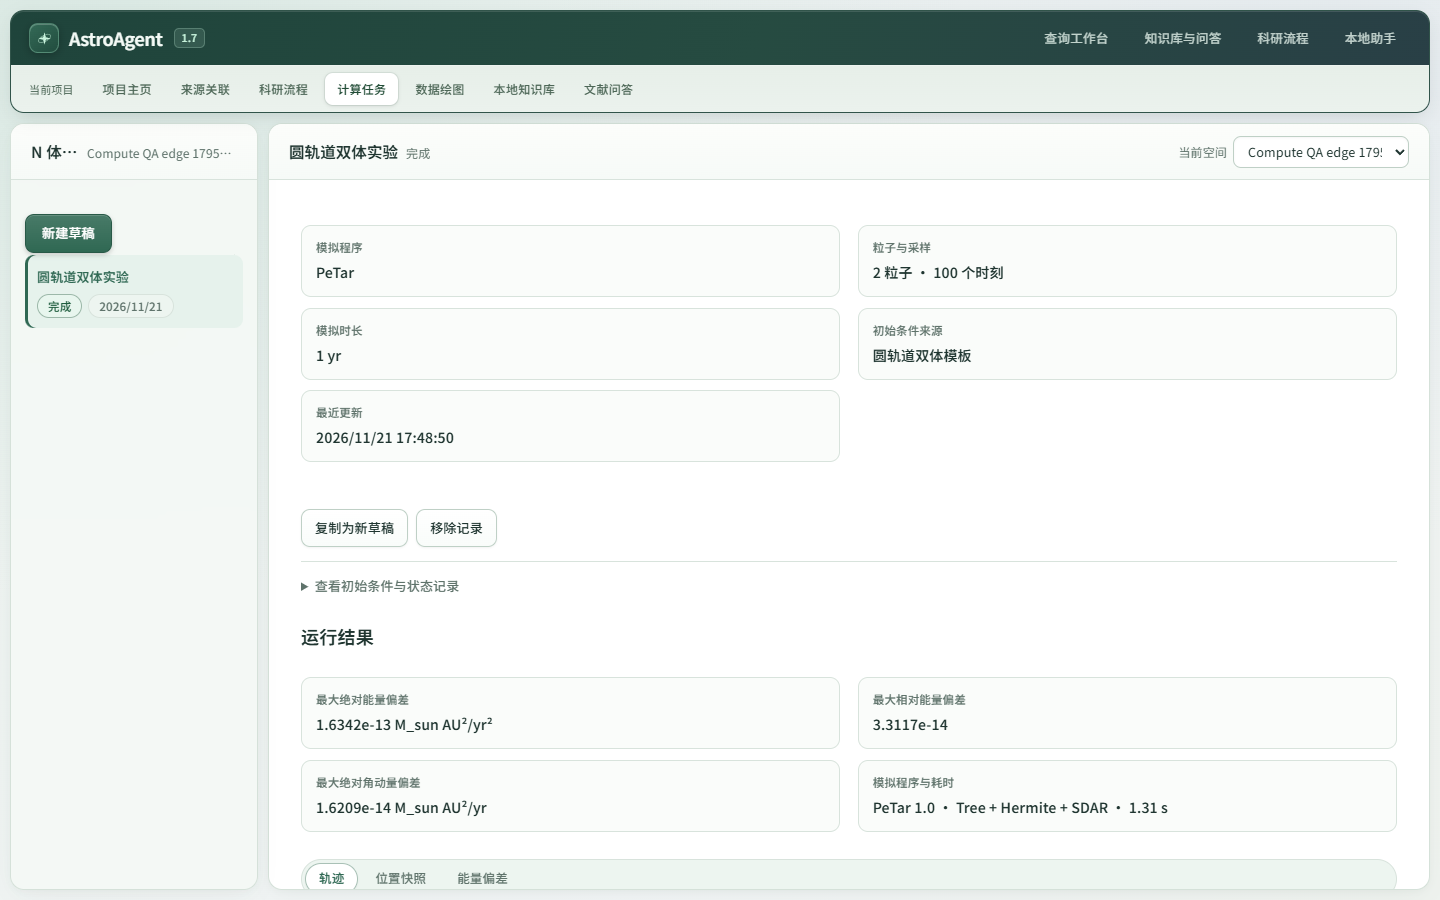 AstroAgent 1.7 查询工作台 知识库与问答 科研流程 本地助手
当前项目 项目主页 来源关联 科研流程 计算任务 数据绘图 本地知识库 文献问答
N 体… Compute QA edge 1795…
圆轨道双体实验 完成 当前空间 Compute QA edge 179
新建草稿
圆轨道双体实验
完成 2026/11/21
模拟程序
PeTar
粒子与采样
2 粒子 · 100 个时刻
模拟时长
1 yr
初始条件来源
圆轨道双体模板
最近更新
2026/11/21 17:48:50
复制为新草稿 移除记录
▶ 查看初始条件与状态记录
运行结果
最大绝对能量偏差
1.6342e-13 M_sun AU²/yr²
最大相对能量偏差
3.3117e-14
最大绝对角动量偏差
1.6209e-14 M_sun AU²/yr
模拟程序与耗时
PeTar 1.0 · Tree + Hermite + SDAR · 1.31 s
轨迹 位置快照 能量偏差